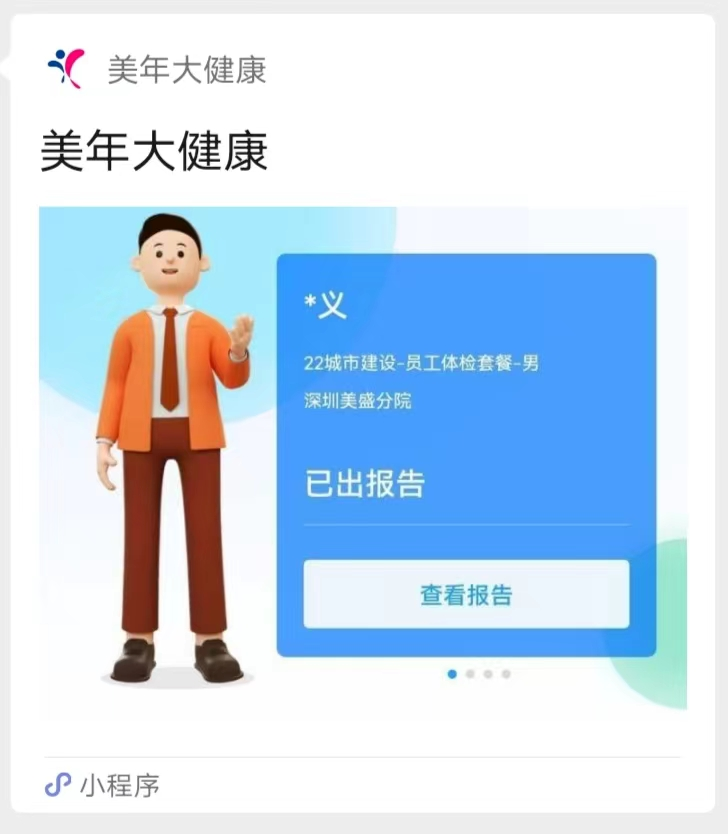 美年大健康
美年大健康
*义
22城市建设-员工体检套餐-男
深圳美盛分院
已出报告
查看报告
小程序